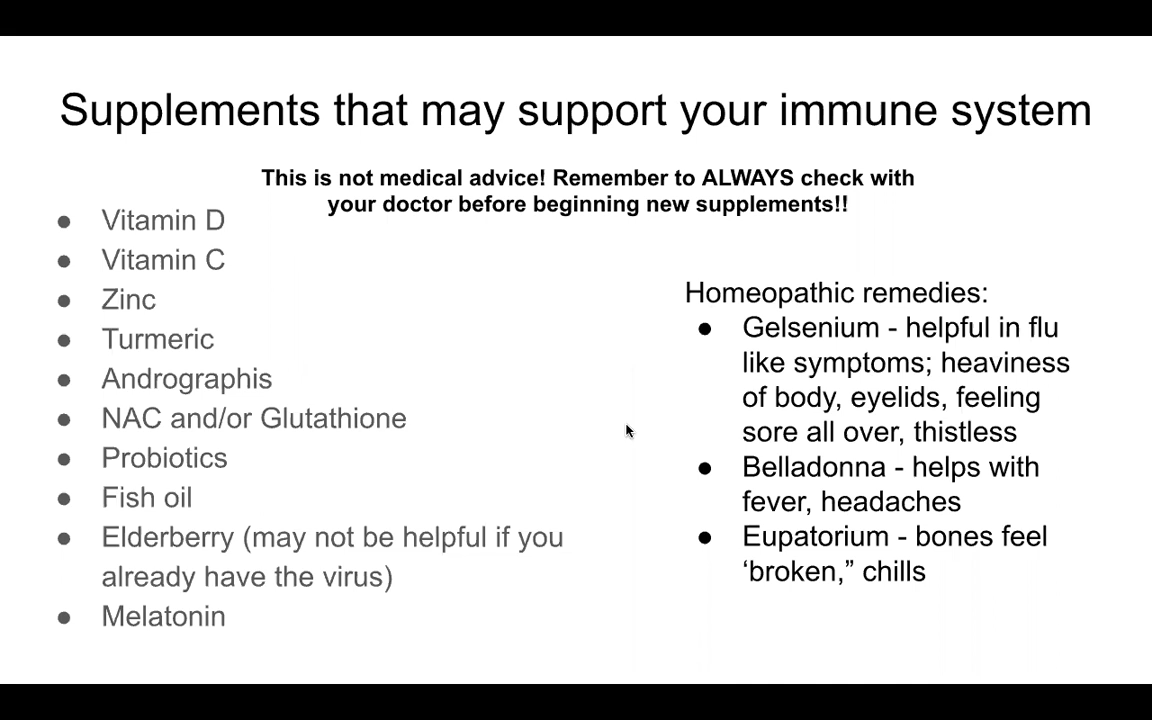 Supplements that may support your immune system
This is not medical advice! Remember to ALWAYS check with
your doctor before beginning new supplements!!
● Vitamin D
● Vitamin C
● Zinc
● Turmeric
● Andrographis
● NAC and/or Glutathione
● Probiotics
● Fish oil
● Elderberry (may not be helpful if you
already have the virus)
● Melatonin
Homeopathic remedies:
● Gelsenium - helpful in flu
like symptoms; heaviness
of body, eyelids, feeling
sore all over, thistless
● Belladonna - helps with
fever, headaches
● Eupatorium - bones feel
‘broken,” chills